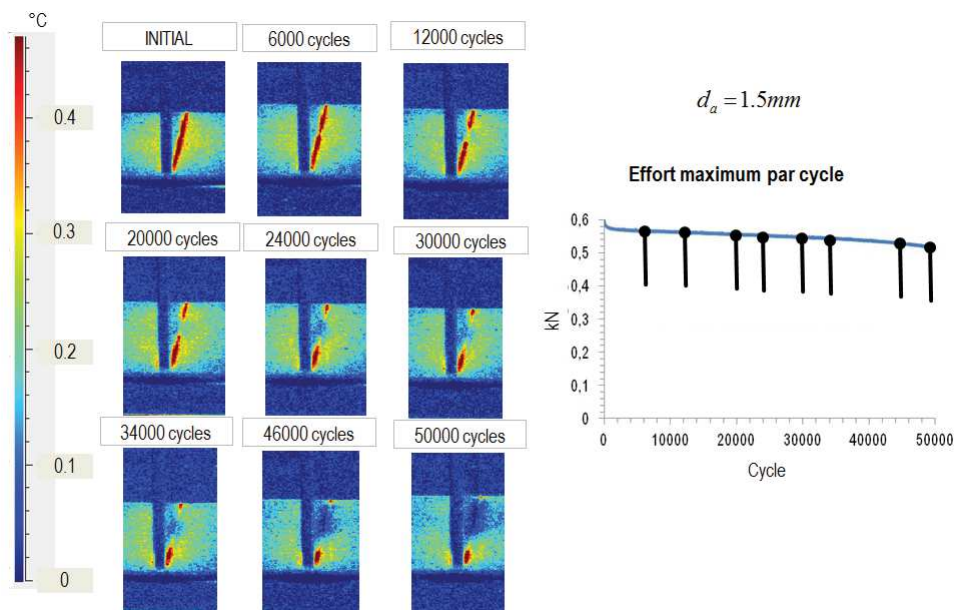 °C
0.4
0.3
0.2
0.1
0
INITIAL
6000 cycles
12000 cycles
20000 cycles
24000 cycles
30000 cycles
34000 cycles
46000 cycles
50000 cycles
dₐ = 1.5mm
Effort maximum par cycle
kN
0.6
0.5
0.4
0.3
0.2
0,1
0
0
10000
20000
30000
40000
50000
Cycle